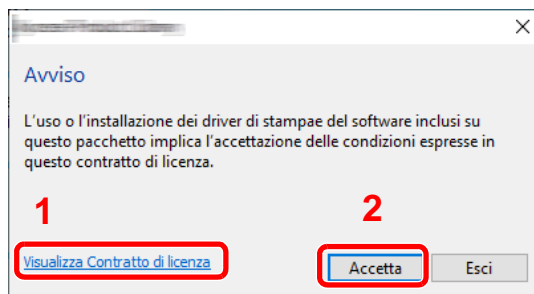 Avviso
L'uso o l'installazione dei driver di stampae del software inclusi su
questo pacchetto implica l'accettazione delle condizioni espresse in
questo contratto di licenza.
1
2
Visualizza Contratto di licenza
Accetta
Esci